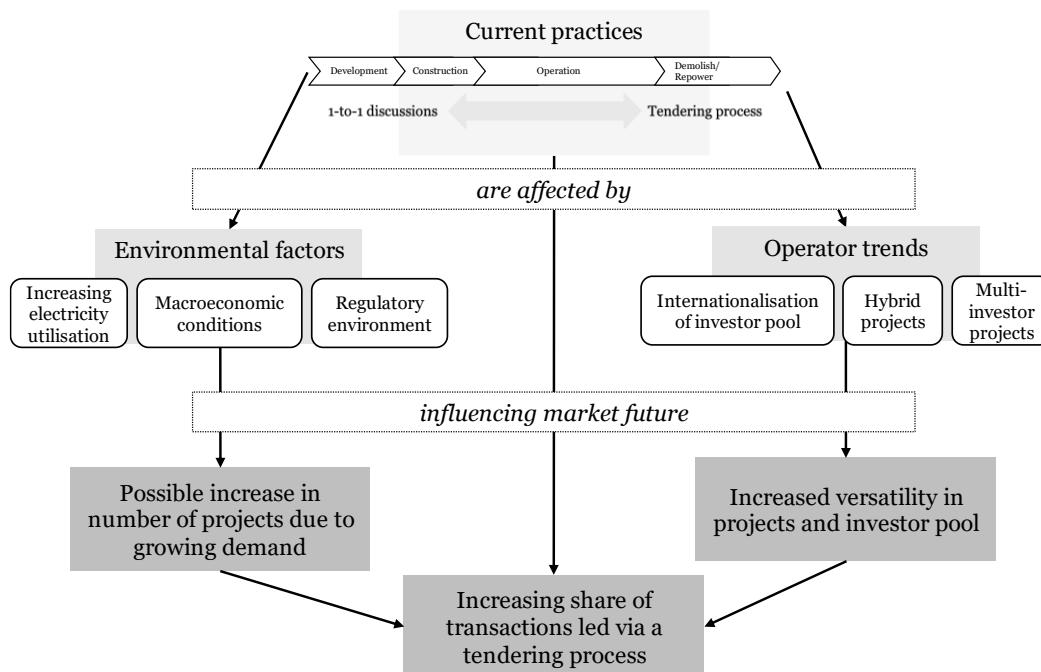 Current practices
Development
Construction
Operation
Demolish/
Repower
1-to-1 discussions
Tendering process
are affected by
Environmental factors
Increasing
electricity
utilisation
Macroeconomic
conditions
Regulatory
environment
Operator trends
Internationalisation
of investor pool
Hybrid
projects
Multi-
investor
projects
influencing market future
Possible increase in
number of projects due to
growing demand
Increased versatility in
projects and investor pool
Increasing share of
transactions led via a
tendering process